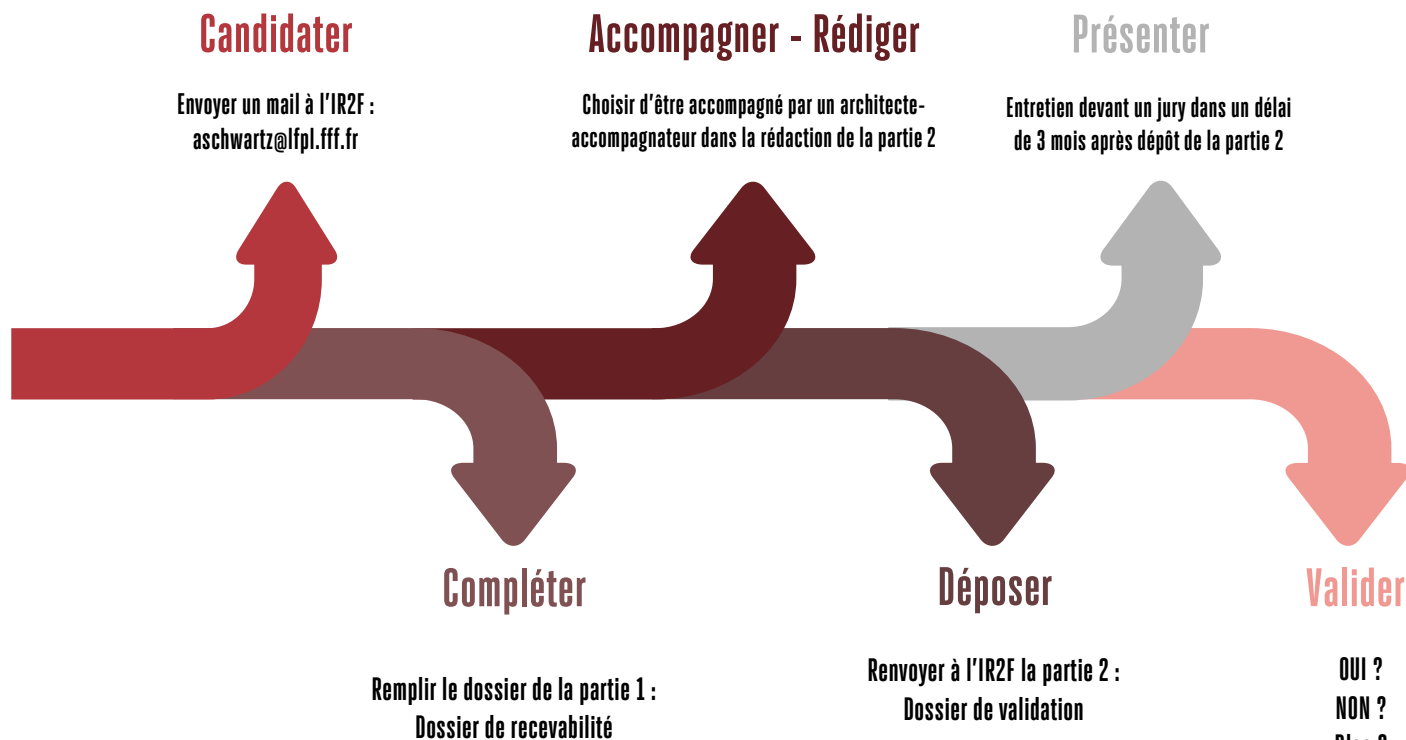 Candidater
Envoyer un mail à l'IR2F :
aschwartz@lfpl.fff.fr
Compléter
Remplir le dossier de la partie 1 :
Dossier de recevabilité
Accompagner - Rédiger
Choisir d'être accompagné par un architecte-
accompagnateur dans la rédaction de la partie 2
Déposer
Renvoyer à l'IR2F la partie 2 :
Dossier de validation
Présenter
Entretien devant un jury dans un délai
de 3 mois après dépôt de la partie 2
Valider
OUI ?
NON ?